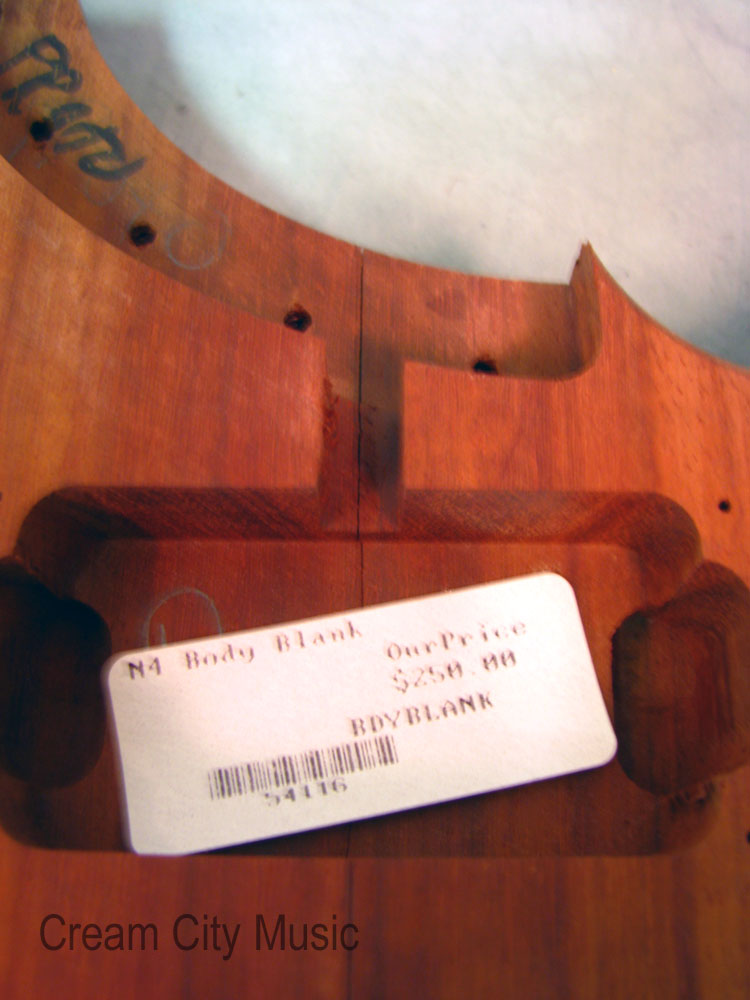 N4 Body Blank
OurPrice
$250.00
BDYBLANK
54116
Cream City Music